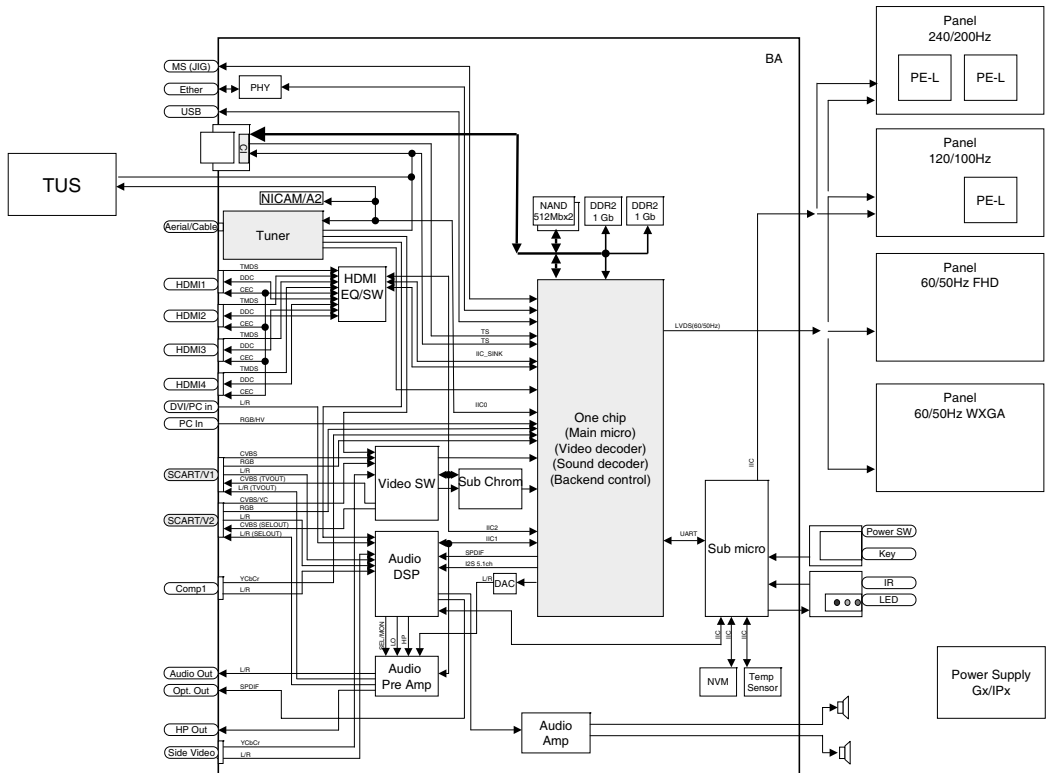 BA
MS (JIG)
Ether
PHY
USB
CI
TUS
NICAM/A2
Aerial/Cable
Tuner
NAND
512Mbx2
DDR2
1 Gb
DDR2
1 Gb
Panel
240/200Hz
PE-L
PE-L
Panel
120/100Hz
PE-L
Panel
60/50Hz FHD
Panel
60/50Hz WXGA
HDMI1
TMDS
DDC
CEC
HDMI2
TMDS
DDC
CEC
HDMI3
TMDS
DDC
CEC
HDMI4
TMDS
DDC
CEC
HDMI
EQ/SW
TS
TS
IIC_SINK
IIC0
LVDS(60/50Hz)
DVI/PC in
L/R
PC In
RGB/HV
One chip
(Main micro)
(Video decoder)
(Sound decoder)
(Backend control)
SCART/V1
CVBS
RGB
L/R
CVBS (TVOUT)
L/R (TVOUT)
SCART/V2
CVBS/YC
RGB
L/R
CVBS (SELOUT)
L/R (SELOUT)
Video SW
Sub Chrom
IIC2
IIC1
SPDIF
I2S 5.1ch
L/R
DAC
Audio
DSP
Comp1
YCbCr
L/R
SEL/MON
LO
HP
Audio
Pre Amp
IIC
UART
Sub micro
Power SW
Key
IR
LED
IIC
IIC
IIC
NVM
Temp
Sensor
Audio Out
L/R
Opt. Out
SPDIF
HP Out
Side Video
YCbCr
L/R
Audio
Amp
Power Supply
Gx/IPx